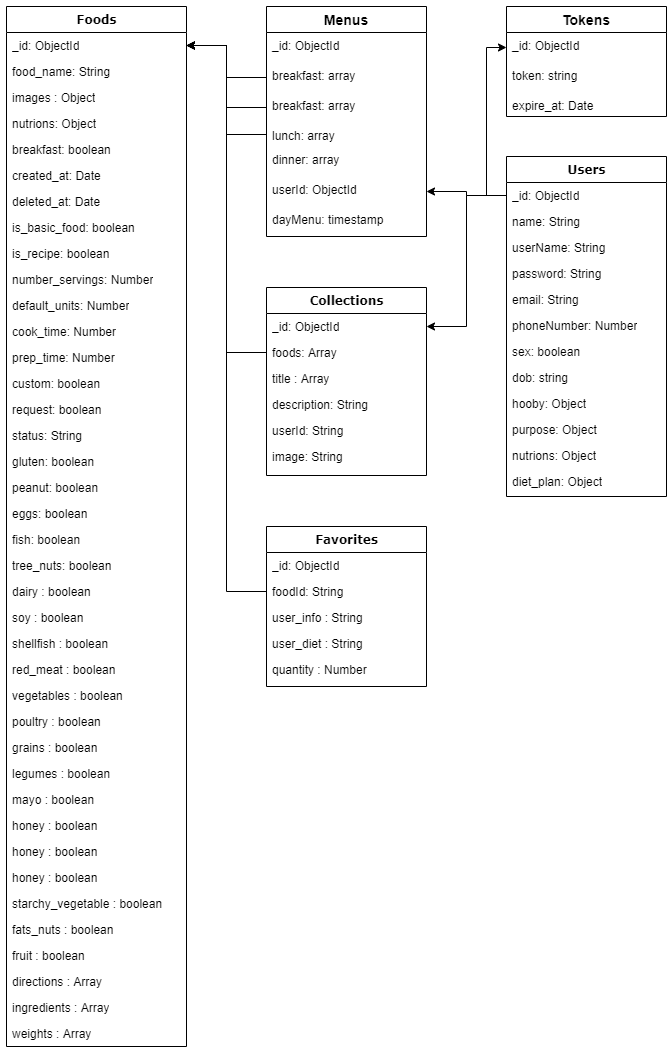 Foods
_id: ObjectId
food_name: String
images : Object
nutrions: Object
breakfast: boolean
created_at: Date
deleted_at: Date
is_basic_food: boolean
is_recipe: boolean
number_servings: Number
default_units: Number
cook_time: Number
prep_time: Number
custom: boolean
request: boolean
status: String
gluten: boolean
peanut: boolean
eggs: boolean
fish: boolean
tree_nuts: boolean
dairy : boolean
soy : boolean
shellfish : boolean
red_meat : boolean
vegetables : boolean
poultry : boolean
grains : boolean
legumes : boolean
mayo : boolean
honey : boolean
honey : boolean
honey : boolean
starchy_vegetable : boolean
fats_nuts : boolean
fruit : boolean
directions : Array
ingredients : Array
weights : Array
Menus
_id: ObjectId
breakfast: array
breakfast: array
lunch: array
dinner: array
userId: ObjectId
dayMenu: timestamp
Collections
_id: ObjectId
foods: Array
title : Array
description: String
userId: String
image: String
Favorites
_id: ObjectId
foodId: String
user_info : String
user_diet : String
quantity : Number
Tokens
_id: ObjectId
token: string
expire_at: Date
Users
_id: ObjectId
name: String
userName: String
password: String
email: String
phoneNumber: Number
sex: boolean
dob: string
hooby: Object
purpose: Object
nutrions: Object
diet_plan: Object